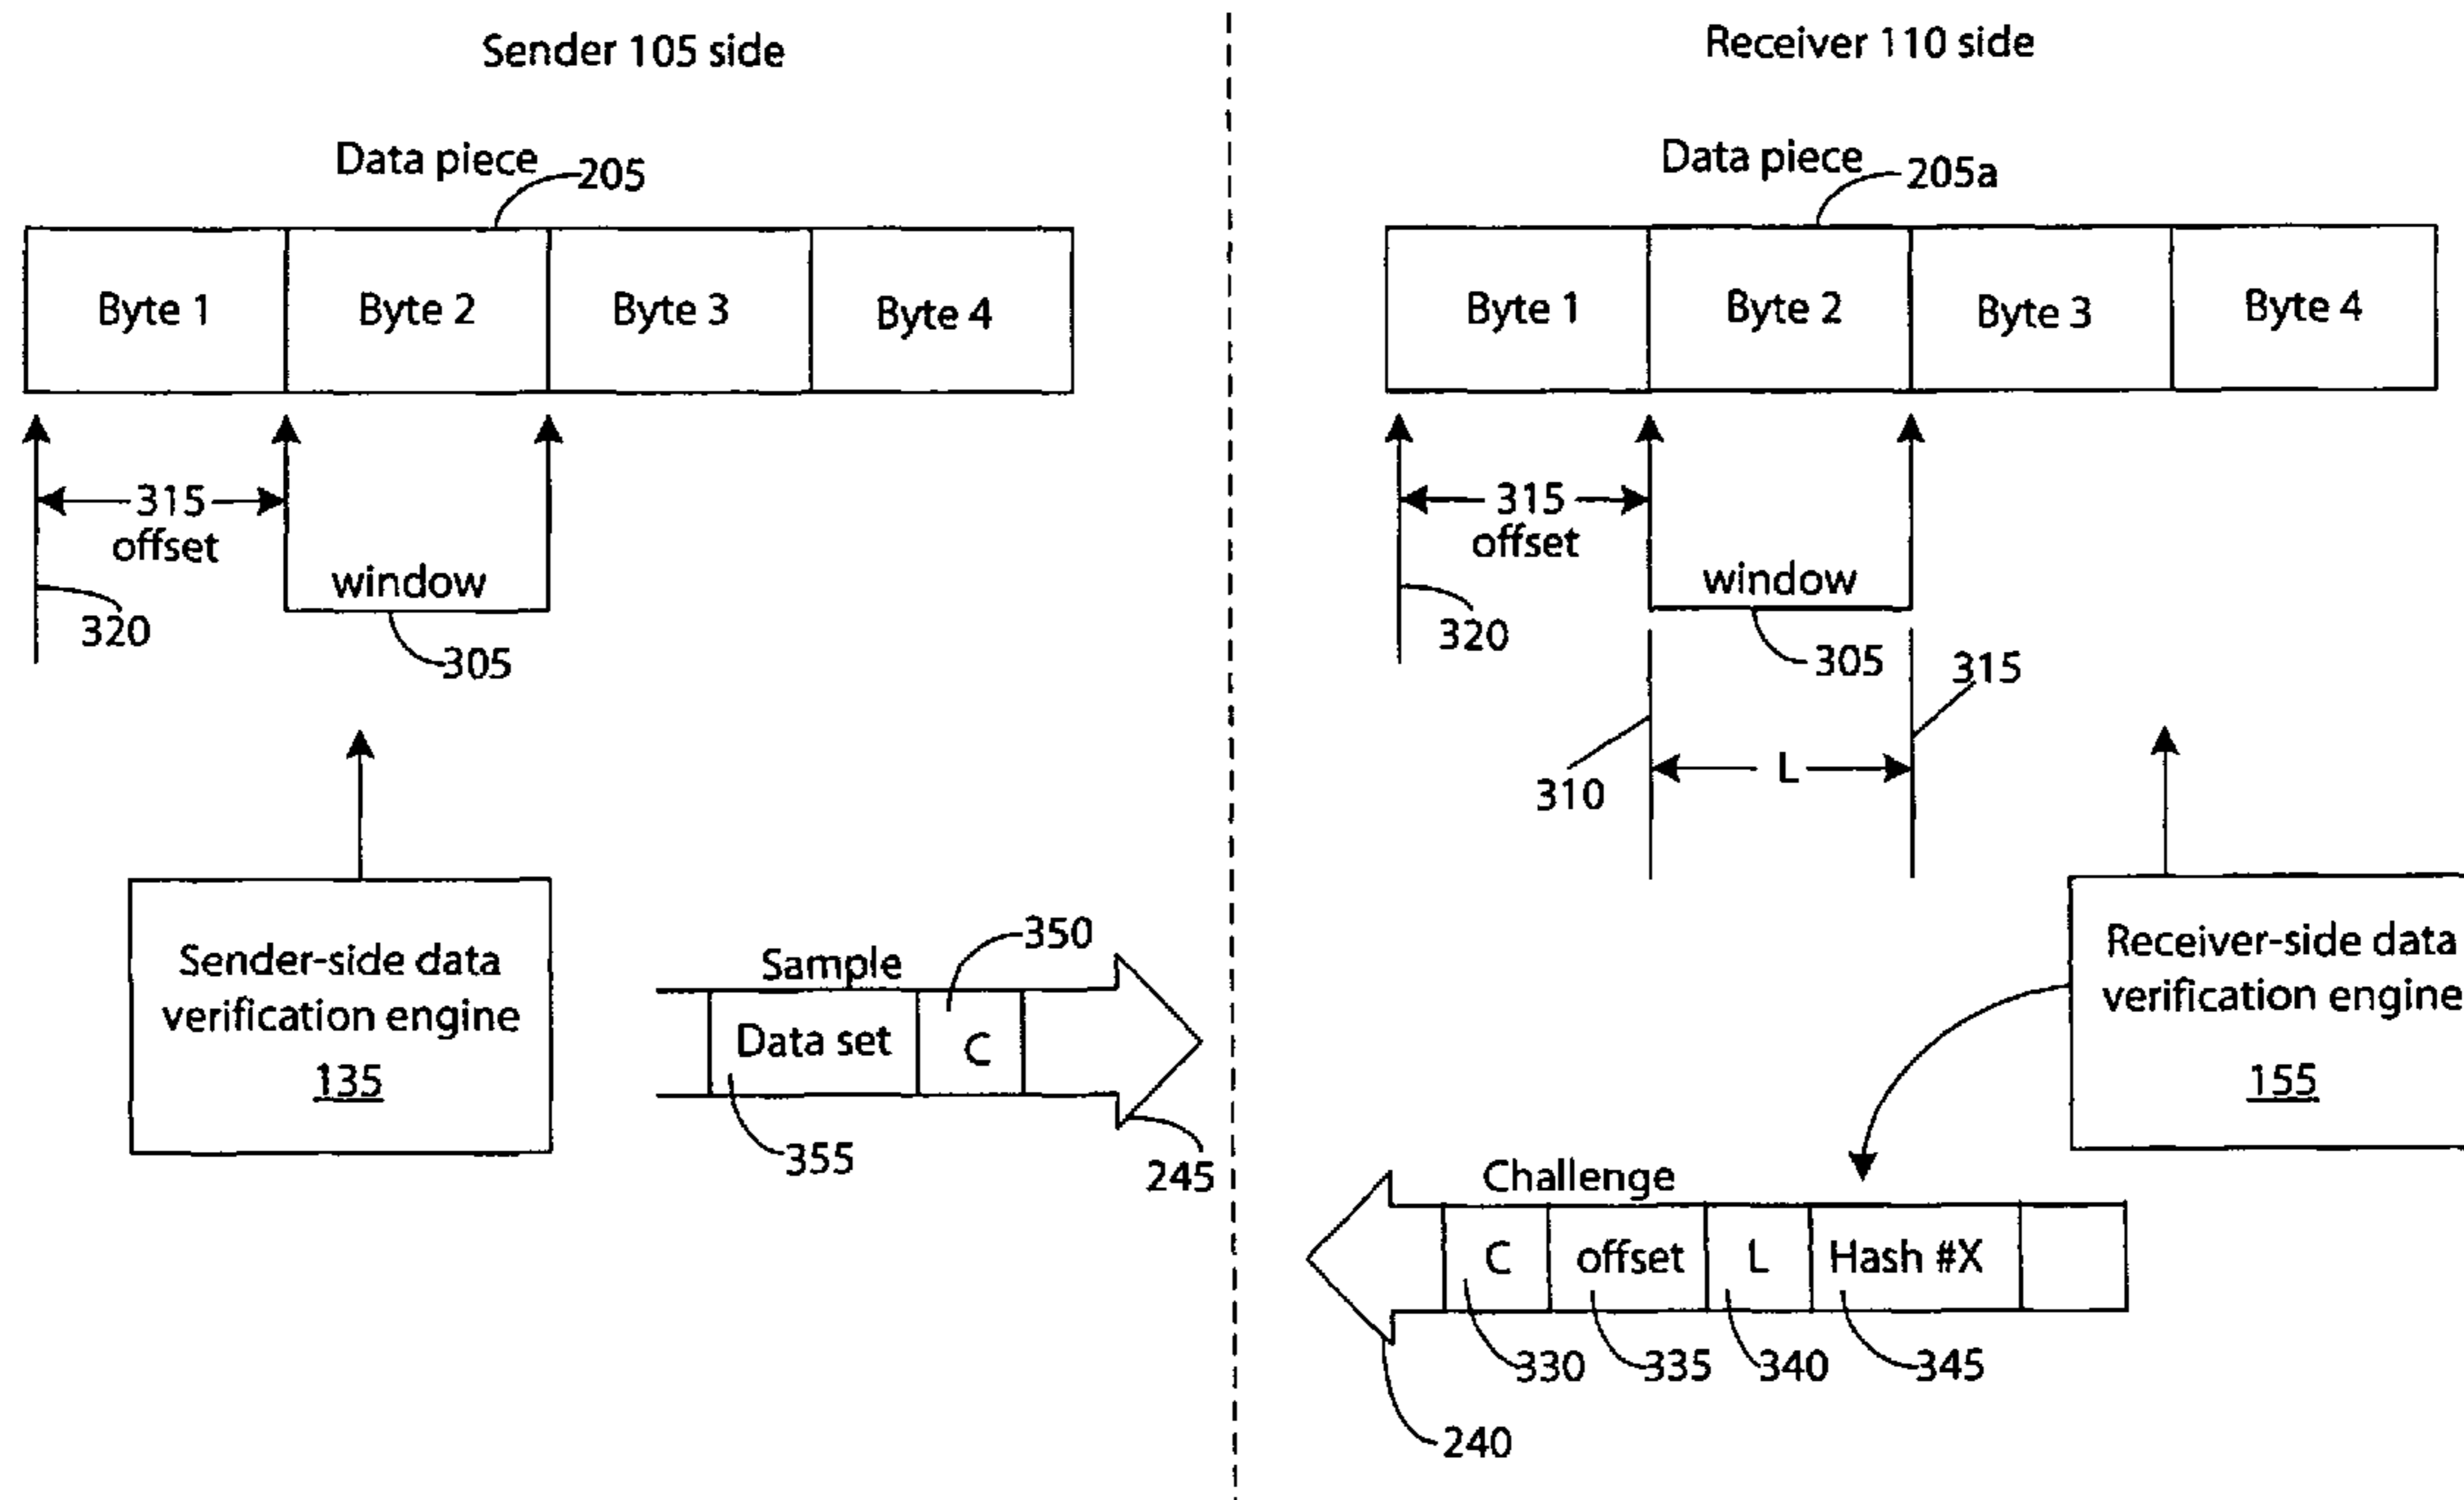 Sender 105 side
Data piece
205
Byte 1
Byte 2
Byte 3
Byte 4
315
offset
window
320
305
Sender-side data
verification engine
135
Sample
350
Data set
C
355
245
Receiver 110 side
Data piece
205a
Byte 1
Byte 2
Byte 3
Byte 4
315
offset
window
320
305
315
310
L
Receiver-side data
verification engine
155
Challenge
C
offset
L
Hash #X
330
335
340
345
240